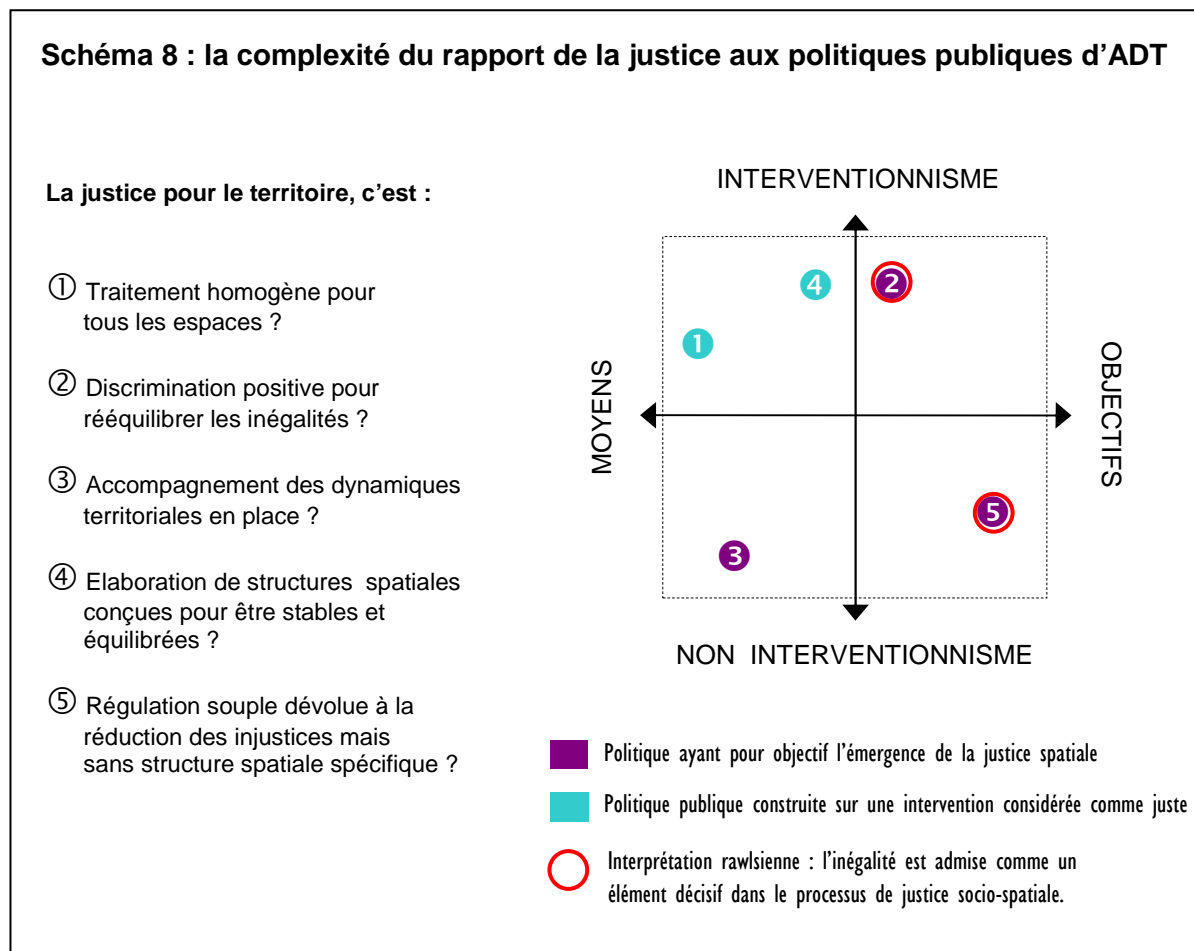 Schéma 8 : la complexité du rapport de la justice aux politiques publiques d’ADT
La justice pour le territoire, c’est :
① Traitement homogène pour
tous les espaces ?
② Discrimination positive pour
rééquilibrer les inégalités ?
③ Accompagnement des dynamiques
territoriales en place ?
④ Elaboration de structures spatiales
conçues pour être stables et
équilibrées ?
⑤ Régulation souple dévolue à la
réduction des injustices mais
sans structure spatiale spécifique ?
INTERVENTIONNISME
4
2
1
MOYENS
OBJECTIFS
5
3
NON INTERVENTIONNISME
Politique ayant pour objectif l’émergence de la justice spatiale
Politique publique construite sur une intervention considérée comme juste
Interprétation rawlsienne : l’inégalité est admise comme un
élément décisif dans le processus de justice socio-spatiale.